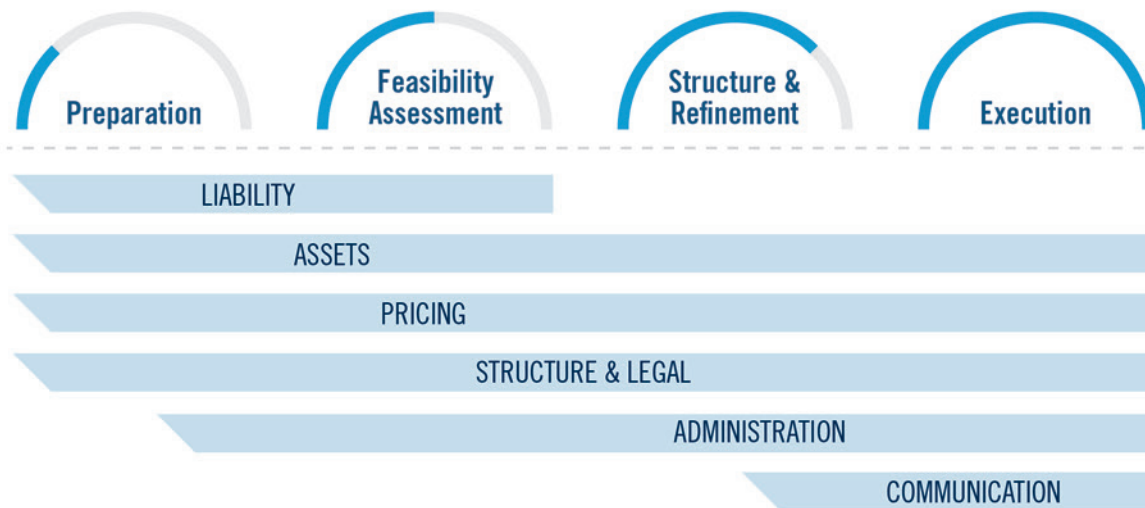 Preparation
Feasibility
Assessment
Structure &
Refinement
Execution
LIABILITY
ASSETS
PRICING
STRUCTURE & LEGAL
ADMINISTRATION
COMMUNICATION